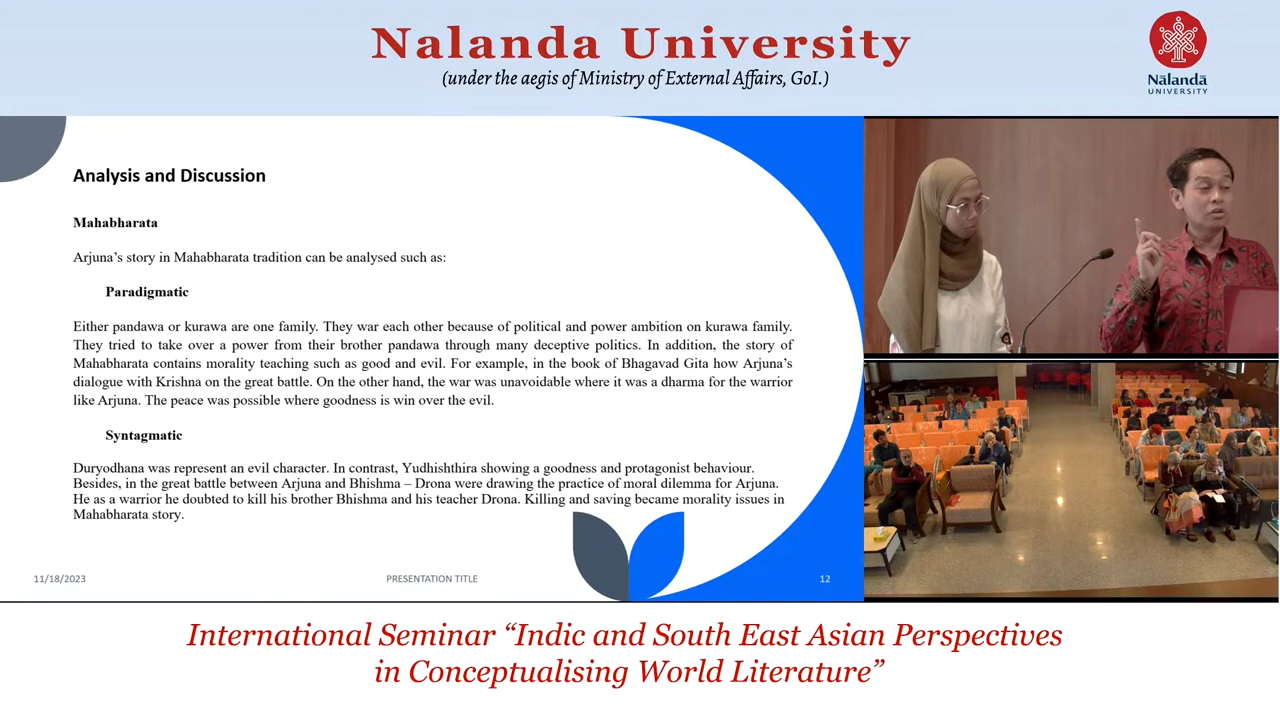 Nalanda University
(under the aegis of Ministry of External Affairs, GoI.)
Nālandā
UNIVERSITY
Analysis and Discussion
Mahabharata
Arjuna’s story in Mahabharata tradition can be analysed such as:
Paradigmatic
Either pandawa or kurawa are one family. They war each other because of political and power ambition on kurawa family.
They tried to take over a power from their brother pandawa through many deceptive politics. In addition, the story of
Mahabharata contains morality teaching such as good and evil. For example, in the book of Bhagavad Gita how Arjuna’s
dialogue with Krishna on the great battle. On the other hand, the war was unavoidable where it was a dharma for the warrior
like Arjuna. The peace was possible where goodness is win over the evil.
Syntagmatic
Duryodhana was represent an evil character. In contrast, Yudhishthira showing a goodness and protagonist behaviour.
Besides, in the great battle between Arjuna and Bhishma – Drona were drawing the practice of moral dilemma for Arjuna.
He as a warrior he doubted to kill his brother Bhishma and his teacher Drona. Killing and saving became morality issues in
Mahabharata story.
11/18/2023
PRESENTATION TITLE
12
International Seminar “Indic and South East Asian Perspectives
in Conceptualising World Literature”